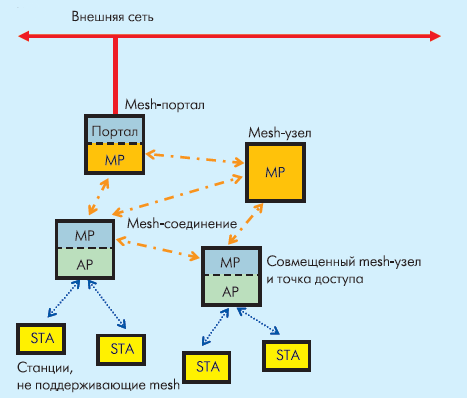 Внешняя сеть
Mesh-портал
Портал
MP
Mesh-узел
MP
Mesh-соединение
MP
AP
MP
AP
Совмещенный mesh-узел
и точка доступа
STA
STA
STA
STA
Станции,
не поддерживающие mesh